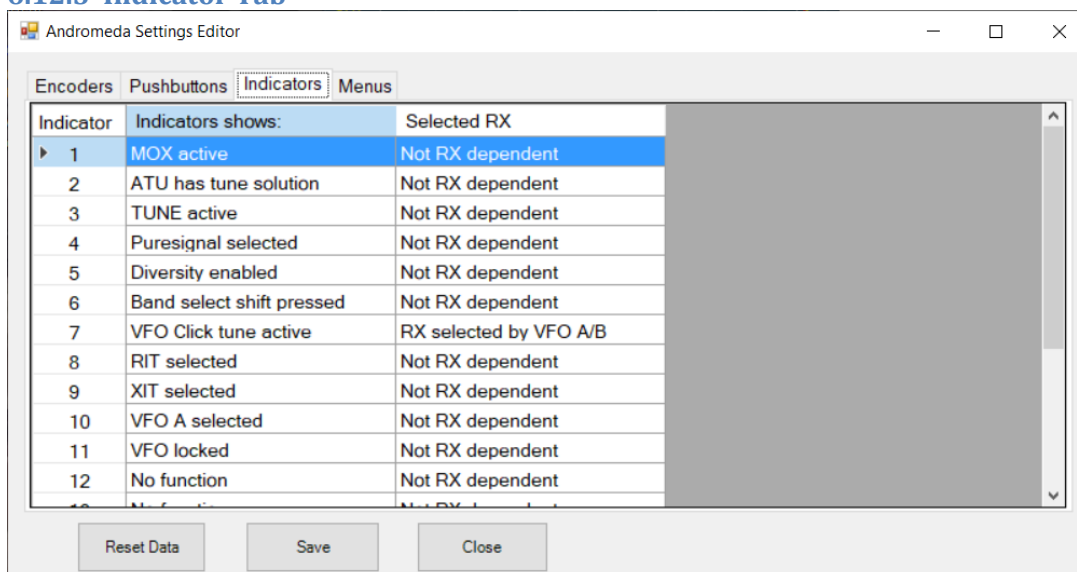 Andromeda Settings Editor
Encoders Pushbuttons Indicators Menus
Indicator Indicators shows: Selected RX
1 MOX active Not RX dependent
2 ATU has tune solution Not RX dependent
3 TUNE active Not RX dependent
4 Puresignal selected Not RX dependent
5 Diversity enabled Not RX dependent
6 Band select shift pressed Not RX dependent
7 VFO Click tune active RX selected by VFO A/B
8 RIT selected Not RX dependent
9 XIT selected Not RX dependent
10 VFO A selected Not RX dependent
11 VFO locked Not RX dependent
12 No function Not RX dependent
Reset Data Save Close